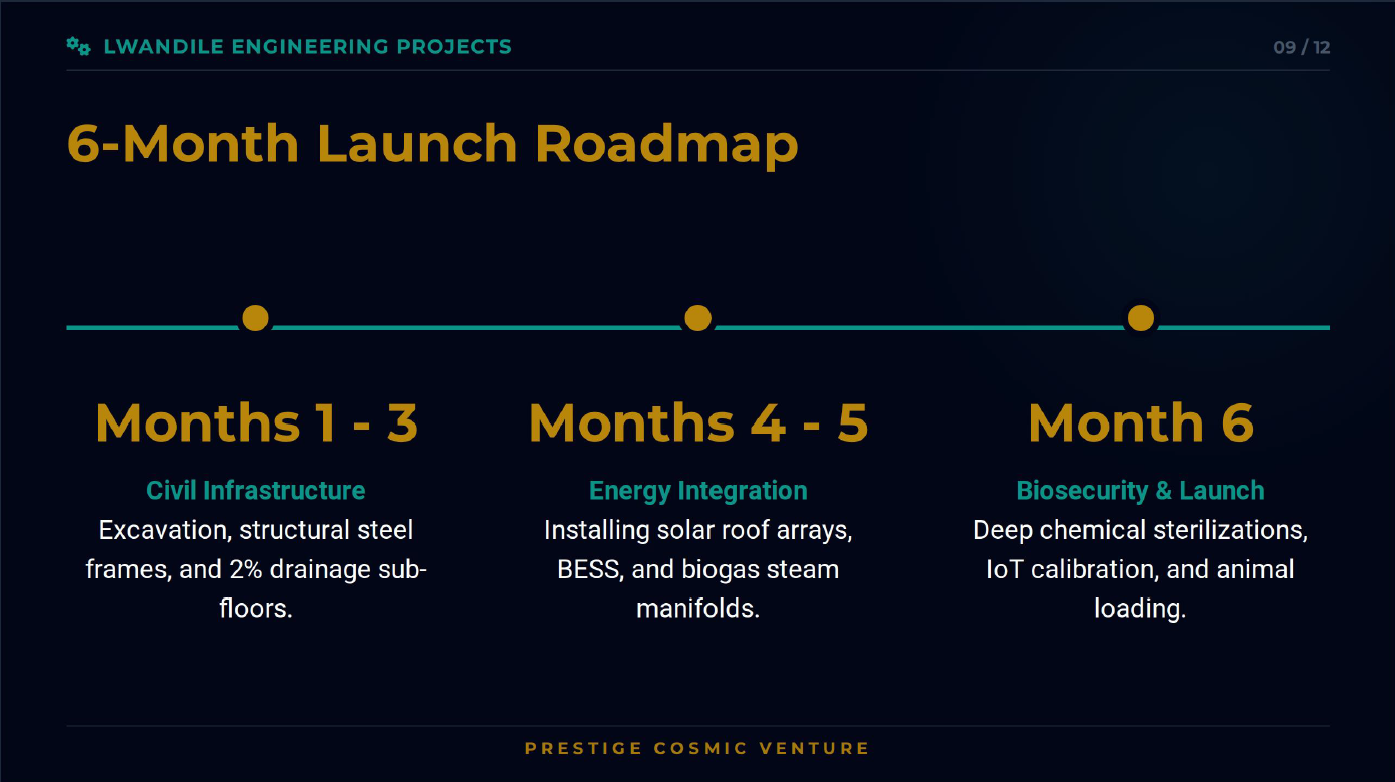 LWANDILE ENGINEERING PROJECTS
09 / 12
6-Month Launch Roadmap
Months 1 - 3
Civil Infrastructure
Excavation, structural steel
frames, and 2% drainage sub-
floors.
Months 4 - 5
Energy Integration
Installing solar roof arrays,
BESS, and biogas steam
manifolds.
Month 6
Biosecurity & Launch
Deep chemical sterilizations,
IoT calibration, and animal
loading.
PRESTIGE COSMIC VENTURE